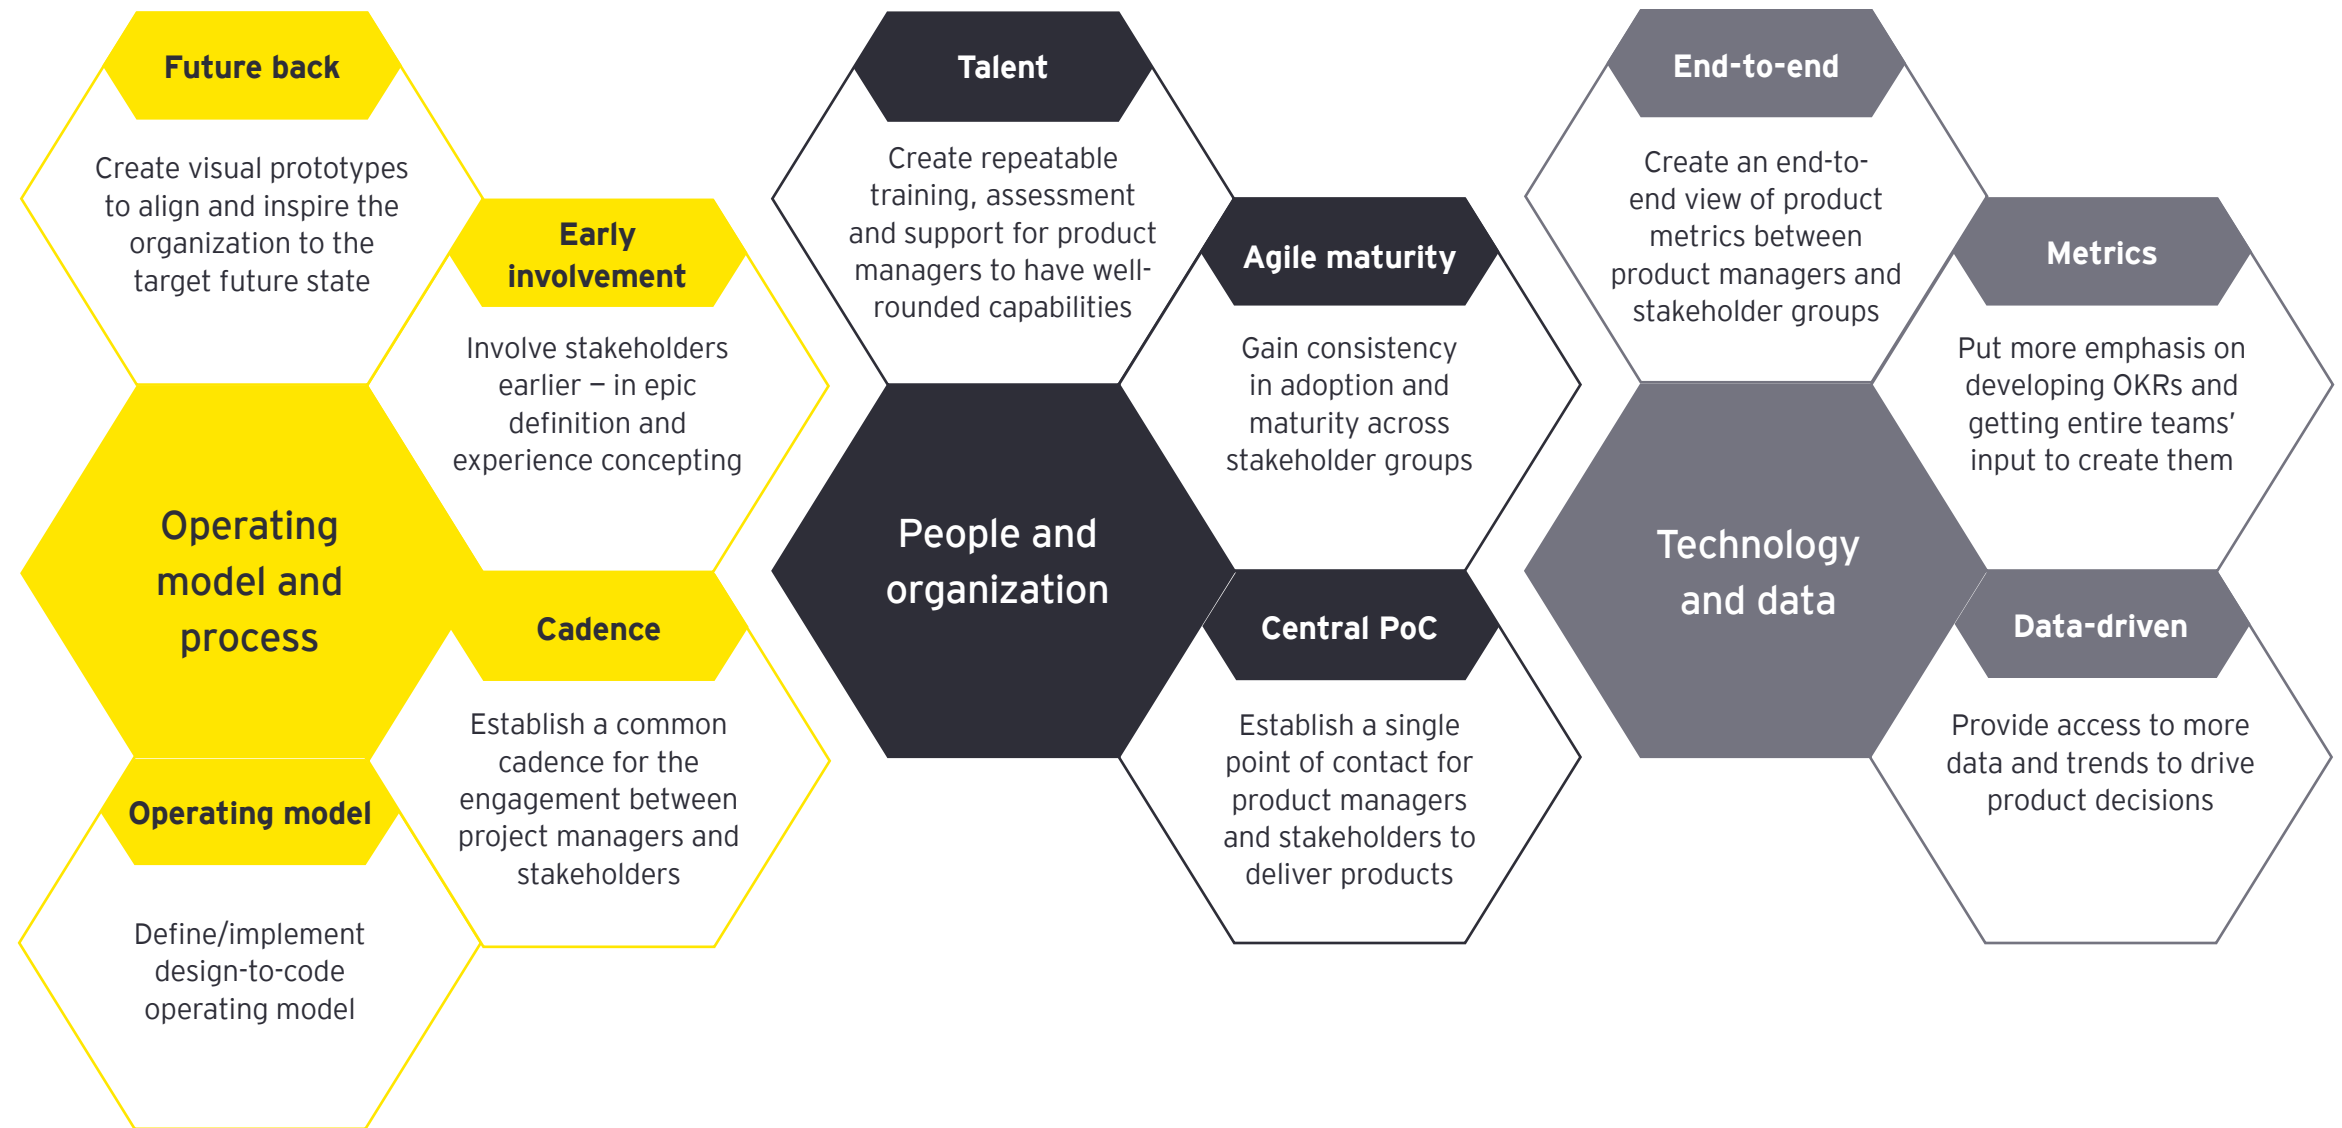 Future back
Create visual prototypes
to align and inspire the
organization to the
target future state
Early
involvement
Involve stakeholders
earlier – in epic
definition and
experience concepting
Operating
model and
process
Cadence
Establish a common
cadence for the
engagement between
project managers and
stakeholders
Operating model
Define/implement
design-to-code
operating model
Talent
Create repeatable
training, assessment
and support for product
managers to have well-
rounded capabilities
Agile maturity
Gain consistency
in adoption and
maturity across
stakeholder groups
People and
organization
Central PoC
Establish a single
point of contact for
product managers
and stakeholders to
deliver products
End-to-end
Create an end-to-
end view of product
metrics between
product managers and
stakeholder groups
Metrics
Put more emphasis on
developing OKRs and
getting entire teams’
input to create them
Technology
and data
Data-driven
Provide access to more
data and trends to drive
product decisions